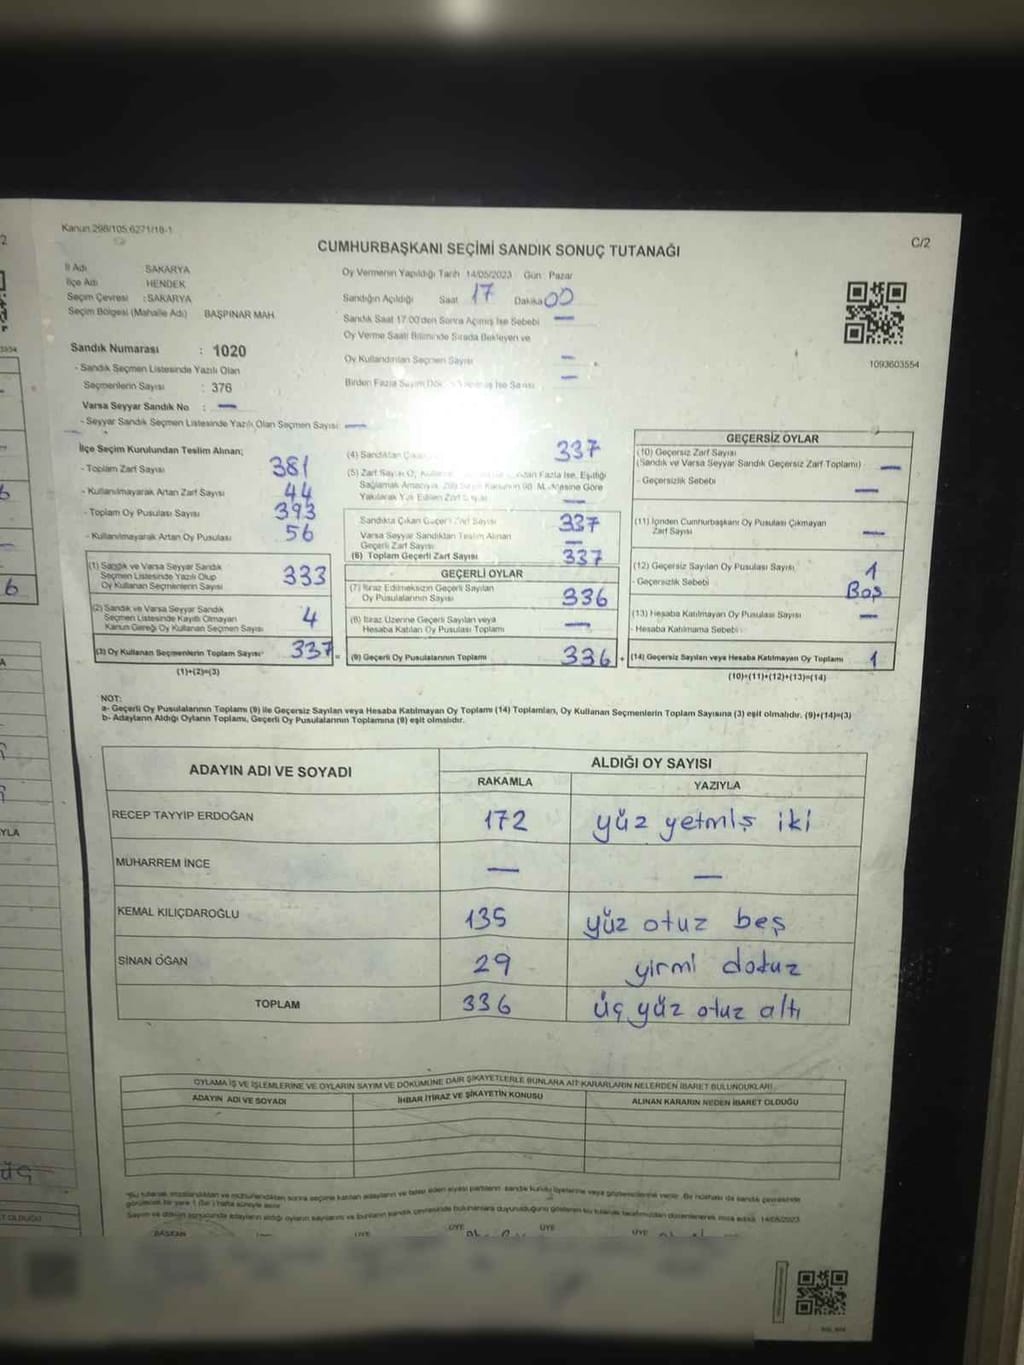 Kanun 298/105,6271/18-1
C/2
CUMHURBAŞKANI SEÇİMİ SANDIK SONUÇ TUTANAĞI
İl Adı SAKARYA
İlçe Adı HENDEK
Seçim Çevresi : SAKARYA
Seçim Bölgesi (Mahalle Adı) BAŞPINAR MAH.
Oy Vermenin Yapıldığı Tarih 14/05/2023 Gün : Pazar
Sandığın Açıldığı Saat 17 Dakika 00
Sandık Saat 17.00'den Sonra Açılmış İse Sebebi —
Oy Verme Saati Bitiminde Sırada Bekleyen ve
Oy Kullandırılan Seçmen Sayısı —
Birden Fazla Sayım Dök İse Sırası —
1093603554
Sandık Numarası : 1020
- Sandık Seçmen Listesinde Yazılı Olan
Seçmenlerin Sayısı : 376
Varsa Seyyar Sandık No : —
- Seyyar Sandık Seçmen Listesinde Yazılı Olan Seçmen Sayısı —
İlçe Seçim Kurulundan Teslim Alınan;
- Toplam Zarf Sayısı 381
- Kullanılmayarak Artan Zarf Sayısı 44
- Toplam Oy Pusulası Sayısı 393
- Kullanılmayarak Artan Oy Pusulası 56
(1) Sandık ve Varsa Seyyar Sandık
Seçmen Listesinde Yazılı Olup
Oy Kullanan Seçmenlerin Sayısı 333
(2) Sandık ve Varsa Seyyar Sandık
Seçmen Listesinde Kayıtlı Olmayan
Kanun Gereği Oy Kullanan Seçmen Sayısı 4
(3) Oy Kullanan Seçmenlerin Toplam Sayısı 337 =
(1)+(2)=(3)
(4) Sandıktan 337
(5) Zarf Sayısı Fazla İse, Eşitliği
Sağlamak Amacıyla 298 98. Maddesine Göre
Yakılarak Yok Edilen Zarf Sayısı —
Sandıkta Çıkan Geçerli Zarf Sayısı 337
Varsa Seyyar Sandıktan Teslim Alınan
Geçerli Zarf Sayısı —
(6) Toplam Geçerli Zarf Sayısı 337
GEÇERLİ OYLAR
(7) İtiraz Edilmeksizin Geçerli Sayılan
Oy Pusulalarının Sayısı 336
(8) İtiraz Üzerine Geçerli Sayılan veya
Hesaba Katılan Oy Pusulası Toplamı —
(9) Geçerli Oy Pusulalarının Toplamı 336 +
GEÇERSİZ OYLAR
(10) Geçersiz Zarf Sayısı
(Sandık ve Varsa Seyyar Sandık Geçersiz Zarf Toplamı) —
- Geçersizlik Sebebi —
(11) İçinden Cumhurbaşkanı Oy Pusulası Çıkmayan
Zarf Sayısı —
(12) Geçersiz Sayılan Oy Pusulası Sayısı 1
- Geçersizlik Sebebi Boş
(13) Hesaba Katılmayan Oy Pusulası Sayısı —
- Hesaba Katılmama Sebebi
(14) Geçersiz Sayılan veya Hesaba Katılmayan Oy Toplamı 1
(10)+(11)+(12)+(13)=(14)
NOT:
a- Geçerli Oy Pusulalarının Toplamı (9) ile Geçersiz Sayılan veya Hesaba Katılmayan Oy Toplamı (14) Toplamları, Oy Kullanan Seçmenlerin Toplam Sayısına (3) eşit olmalıdır. (9)+(14)=(3)
b- Adayların Aldığı Oyların Toplamı, Geçerli Oy Pusulalarının Toplamına (9) eşit olmalıdır.
ADAYIN ADI VE SOYADI
ALDIĞI OY SAYISI
RAKAMLA YAZIYLA
RECEP TAYYİP ERDOĞAN 172 yüz yetmiş iki
MUHARREM İNCE — —
KEMAL KILIÇDAROĞLU 135 yüz otuz beş
SİNAN OĞAN 29 yirmi dokuz
TOPLAM 336 üç yüz otuz altı
OYLAMA İŞ VE İŞLEMLERİNE VE OYLARIN SAYIM VE DÖKÜMÜNE DAİR ŞİKAYETLERLE BUNLARA AİT KARARLARIN NELERDEN İBARET BULUNDUKLARI
ADAYIN ADI VE SOYADI İHBAR İTİRAZ VE ŞİKAYETİN KONUSU ALINAN KARARIN NEDEN İBARET OLDUĞU
BAŞKAN ÜYE ÜYE ÜYE ÜYE